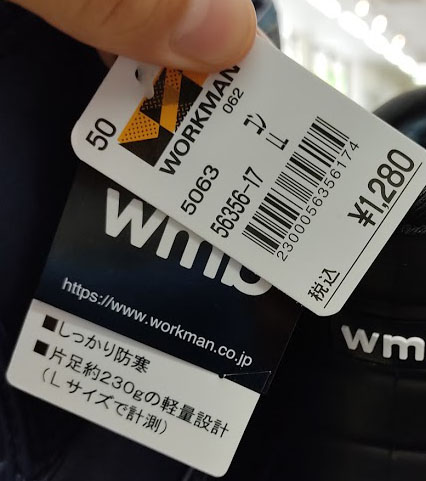 50
WORKMAN
062
5063
コン
56356-17
LL
2300056356174
¥1,280
税込
wmb
https://www.workman.co.jp
■しっかり防寒
■片足約230gの軽量設計
(Lサイズで計測)
wm